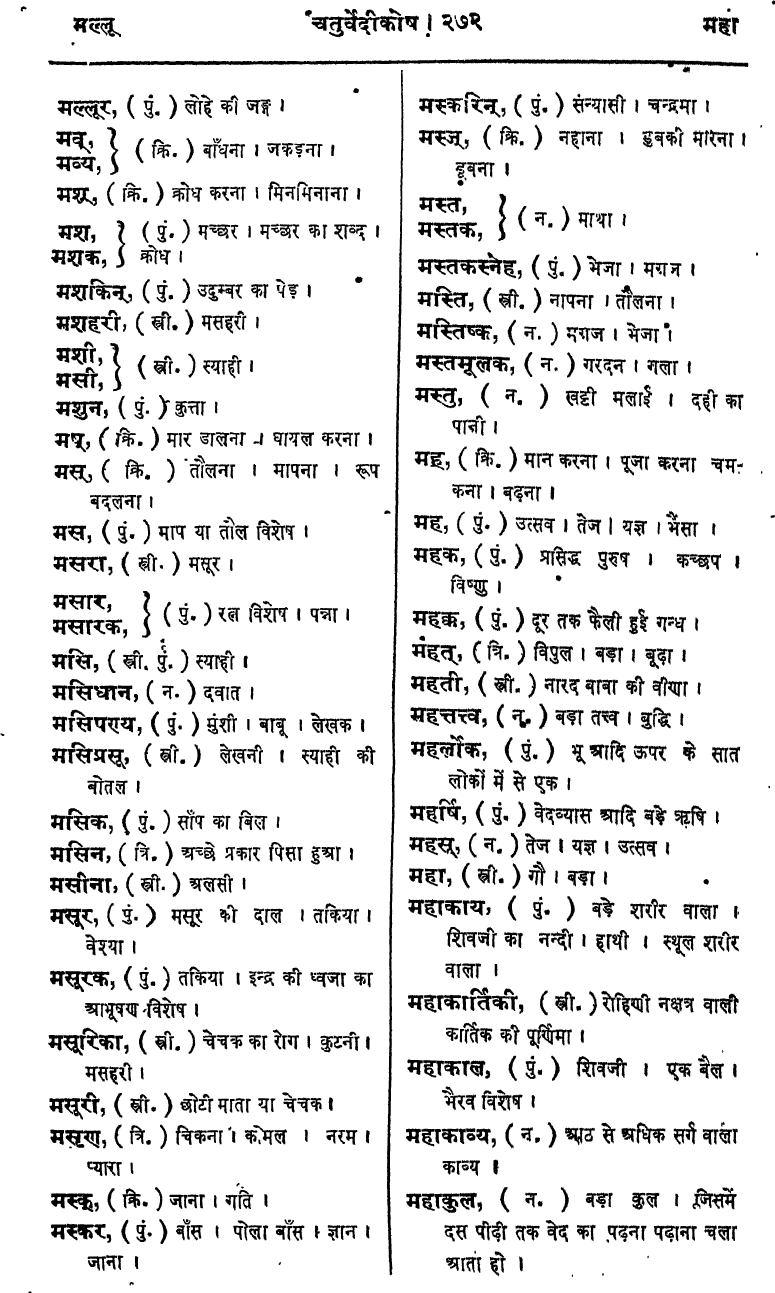 मल्लू चतुर्वेदीकोष । २७२ महा
मल्लूर, ( पुं. ) लोहे की जङ्ग ।
मव्,
मव्य, } ( क्रि. ) बाँधना । जकड़ना ।
मश्, ( क्रि. ) क्रोध करना । मिनमिनाना ।
मश, } ( पुं. ) मच्छर । मच्छर का शब्द ।
मशक, } क्रोध ।
मशकिन्, ( पुं. ) उदुम्बर का पेड़ ।
मशहरी, ( स्त्री. ) मसहरी ।
मशी,
मसी, } ( स्त्री. ) स्याही ।
मशुन, ( पुं. ) कुत्ता ।
मष्, ( क्रि. ) मार डालना । घायल करना ।
मस्, ( क्रि. ) तौलना । मापना । रूप
बदलना ।
मस, ( पुं. ) माप या तौल विशेष ।
मसरा, ( स्त्री. ) मसूर ।
मसार,
मसारक, } ( पुं. ) रत्न विशेष । पन्ना ।
मसि, ( स्त्री. पुं. ) स्याही ।
मसिधान, ( न. ) दवात ।
मसिपण्य, ( पुं. ) मुंशी । बाबू । लेखक ।
मसिप्रसू, ( स्त्री. ) लेखनी । स्याही की
बोतल ।
मसिक, ( पुं. ) साँप का बिल ।
मसिन, ( त्रि. ) अच्छे प्रकार पिसा हुआ ।
मसीना, ( स्त्री. ) अलसी ।
मसूर, ( पुं. ) मसूर की दाल । तकिया ।
वेश्या ।
मसूरक, ( पुं. ) तकिया । इन्द्र की ध्वजा का
आभूषण विशेष ।
मसूरिका, ( स्त्री. ) चेचक का रोग । कुटनी ।
मसहरी ।
मसूरी, ( स्त्री. ) छोटी माता या चेचक ।
मसृण, ( त्रि. ) चिकना । कोमल । नरम ।
प्यारा ।
मस्क्, ( क्रि. ) जाना । गति ।
मस्कर, ( पुं. ) बाँस । पोला बाँस । ज्ञान ।
जाना ।
मस्करिन्, ( पुं. ) संन्यासी । चन्द्रमा ।
मस्ज्, ( क्रि. ) नहाना । डुबकी मारना ।
डूबना ।
मस्त,
मस्तक, } ( न. ) माथा ।
मस्तकस्नेह, ( पुं. ) भेजा । मगज ।
मस्ति, ( स्त्री. ) नापना । तौलना ।
मस्तिष्क, ( न. ) मगज । भेजा ।
मस्तमूलक, ( न. ) गरदन । गला ।
मस्तु, ( न. ) खट्टी मलाई । दही का
पानी ।
मह्, ( क्रि. ) मान करना । पूजा करना चम-
कना । बढ़ना ।
मह, ( पुं. ) उत्सव । तेज । यज्ञ । भैंसा ।
महक, ( पुं. ) प्रसिद्ध पुरुष । कच्छप ।
विष्णु ।
महक्क, ( पुं. ) दूर तक फैली हुई गन्ध ।
महत्, ( त्रि. ) विपुल । बड़ा । बूढ़ा ।
महती, ( स्त्री. ) नारद बाबा की वीणा ।
महत्तत्त्व, ( न. ) बड़ा तत्त्व । बुद्धि ।
महर्लोक, ( पुं. ) भू आदि ऊपर के सात
लोकों में से एक ।
महर्षि, ( पुं. ) वेदव्यास आदि बड़े ऋषि ।
महस्, ( न. ) तेज । यज्ञ । उत्सव ।
महा, ( स्त्री. ) गौ । बड़ा ।
महाकाय, ( पुं. ) बड़े शरीर वाला ।
शिवजी का नन्दी । हाथी । स्थूल शरीर
वाला ।
महाकार्तिकी, ( स्त्री. ) रोहिणी नक्षत्र वाली
कार्तिक की पूर्णिमा ।
महाकाल, ( पुं. ) शिवजी । एक बैल ।
भैरव विशेष ।
महाकाव्य, ( न. ) आठ से अधिक सर्ग वाला
काव्य ।
महाकुल, ( न. ) बड़ा कुल । जिसमें
दस पीढ़ी तक वेद का पढ़ना पढ़ाना चला
आता हो ।